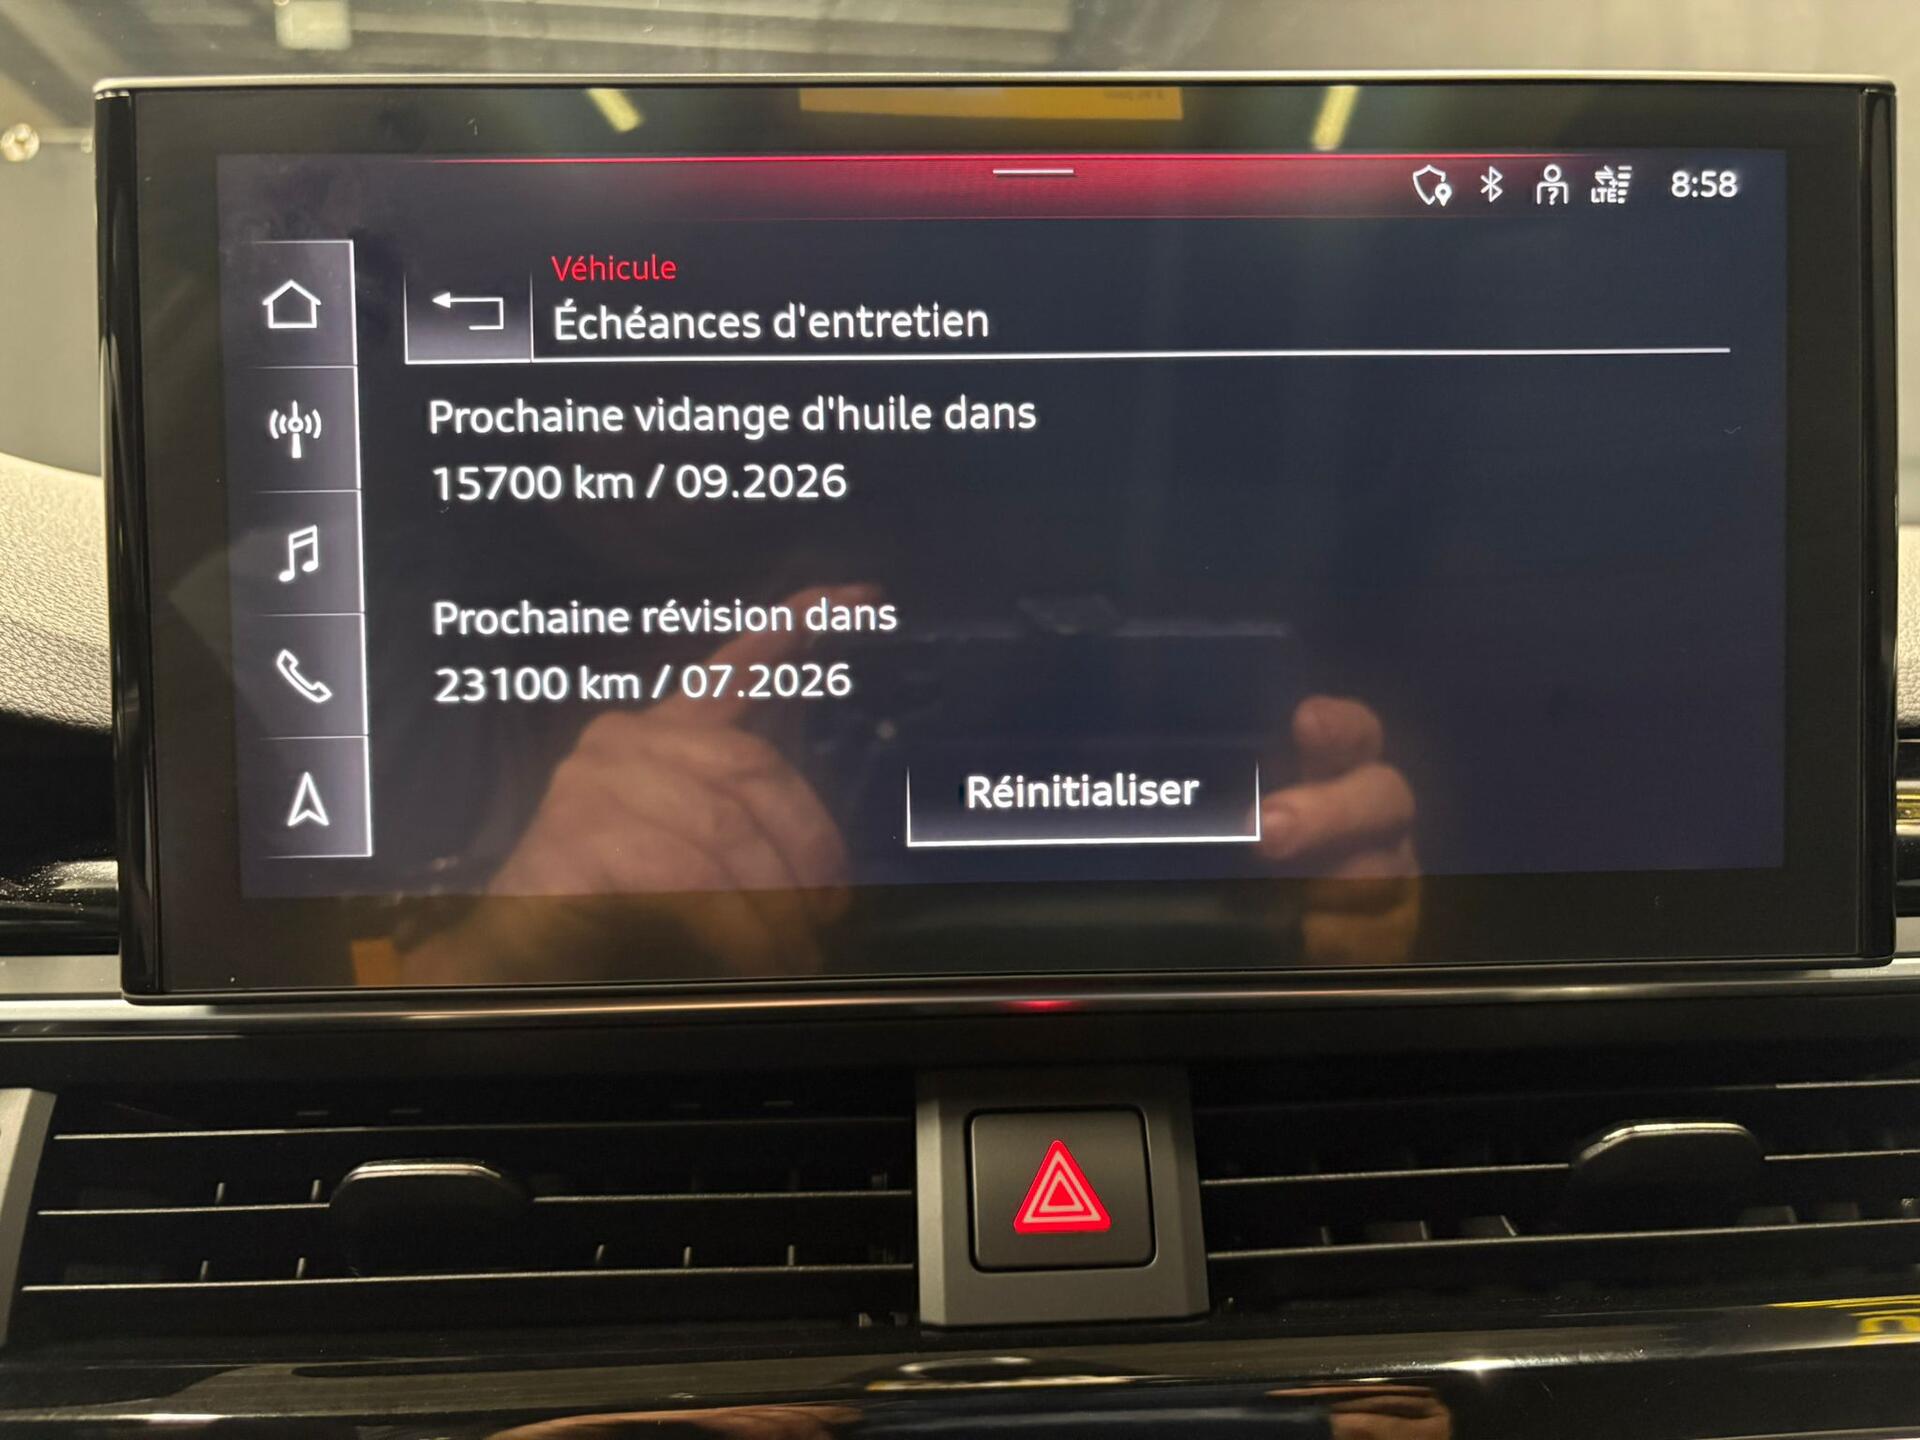 LTE 8:58
Véhicule
Échéances d'entretien
Prochaine vidange d'huile dans
15700 km / 09.2026
Prochaine révision dans
23100 km / 07.2026
Réinitialiser